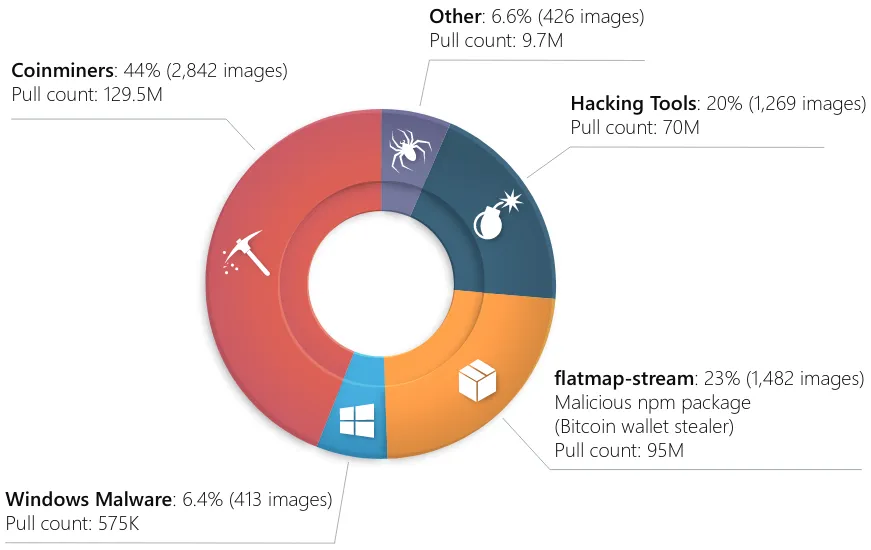 Other: 6.6% (426 images)
Pull count: 9.7M
Coinminers: 44% (2,842 images)
Pull count: 129.5M
Hacking Tools: 20% (1,269 images)
Pull count: 70M
flatmap-stream: 23% (1,482 images)
Malicious npm package
(Bitcoin wallet stealer)
Pull count: 95M
Windows Malware: 6.4% (413 images)
Pull count: 575K